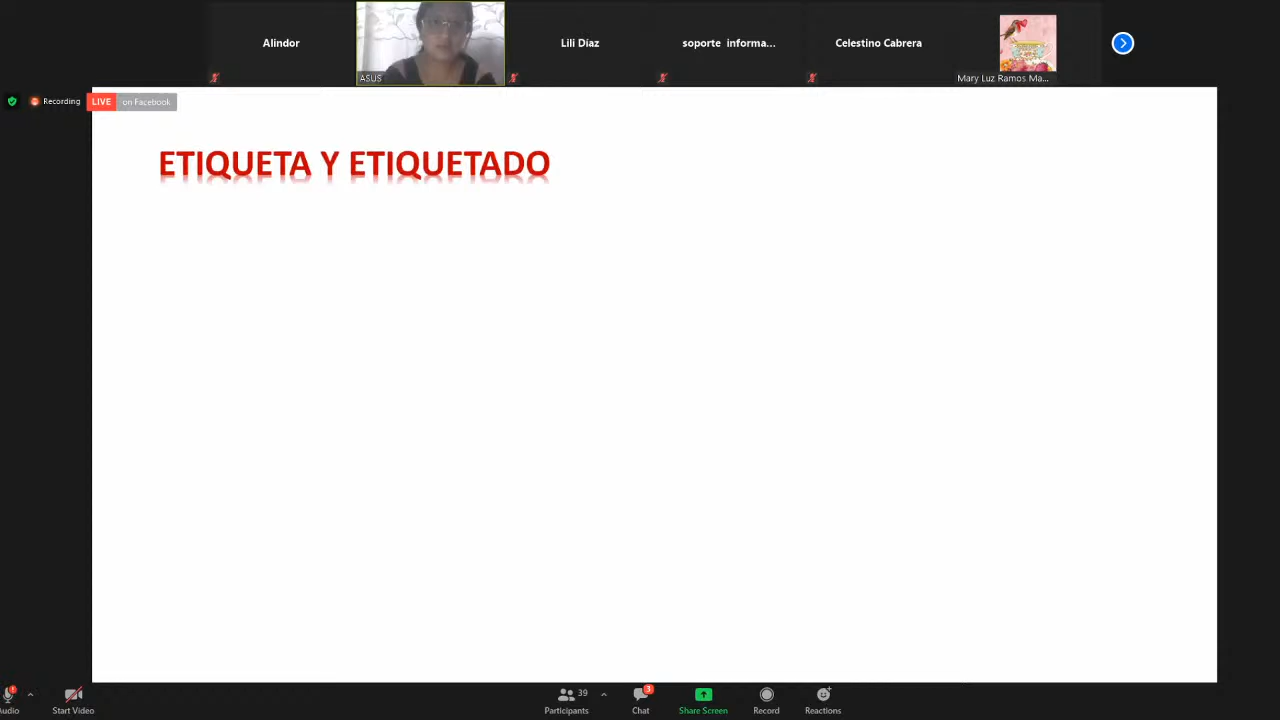 Alindor
ASUS
Lili Díaz
soporte informa...
Celestino Cabrera
Mary Luz Ramos Ma...
Recording
LIVE on Facebook
ETIQUETA Y ETIQUETADO
Audio
Start Video
Participants
39
Chat
3
Share Screen
Record
Reactions